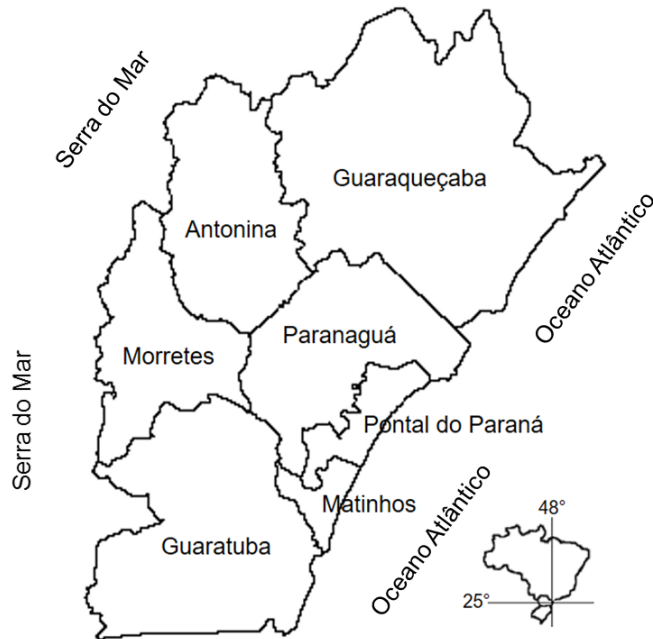 Serra do Mar
Guaraqueçaba
Antonina
Oceano Atlântico
Paranaguá
Morretes
Serra do Mar
Pontal do Paraná
Matinhos
Oceano Atlântico
Guaratuba
48°
25°